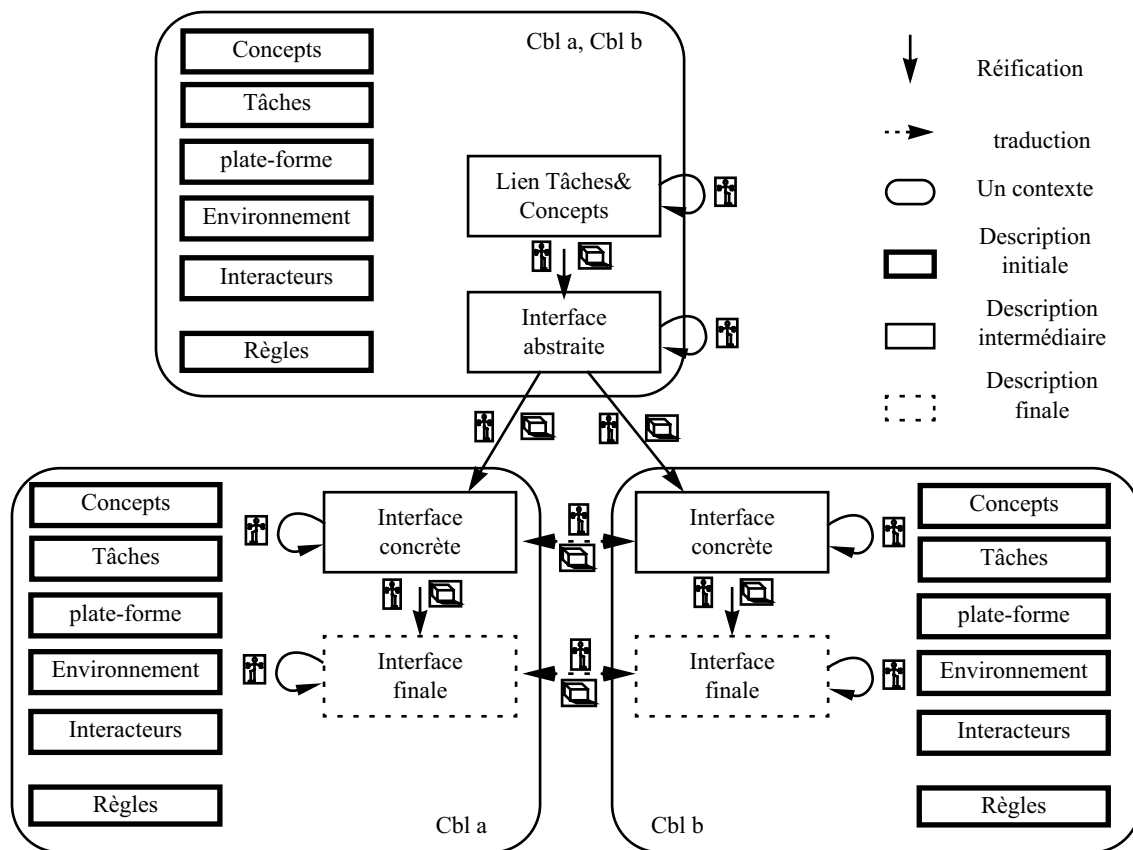 Cbl a, Cbl b
Concepts
Tâches
plate-forme
Environnement
Interacteurs
Règles
Lien Tâches&
Concepts
Interface
abstraite
Réification
traduction
Un contexte
Description
initiale
Description
intermédiaire
Description
finale
Concepts
Tâches
plate-forme
Environnement
Interacteurs
Règles
Interface
concrète
Interface
finale
Cbl a
Interface
concrète
Interface
finale
Cbl b
Concepts
Tâches
plate-forme
Environnement
Interacteurs
Règles